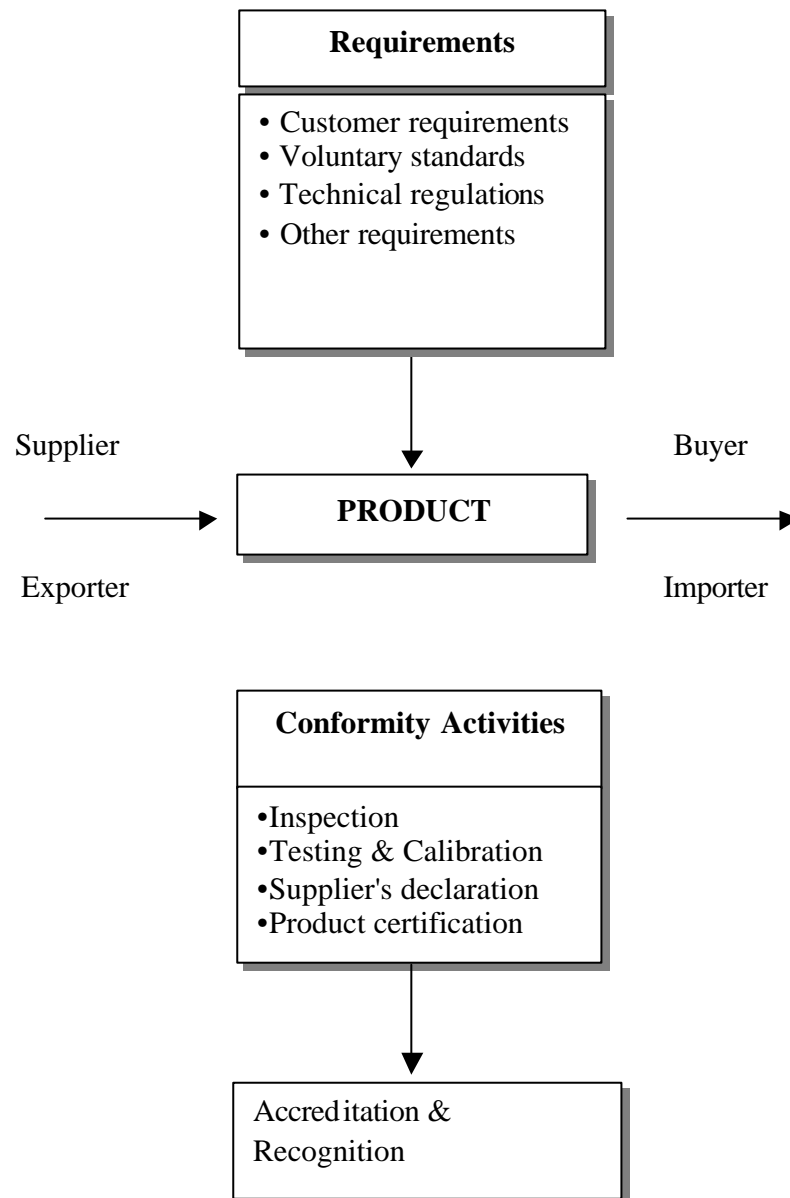 Requirements
• Customer requirements
• Voluntary standards
• Technical regulations
• Other requirements
Supplier
Buyer
PRODUCT
Exporter
Importer
Conformity Activities
•Inspection
•Testing & Calibration
•Supplier's declaration
•Product certification
Accreditation &
Recognition